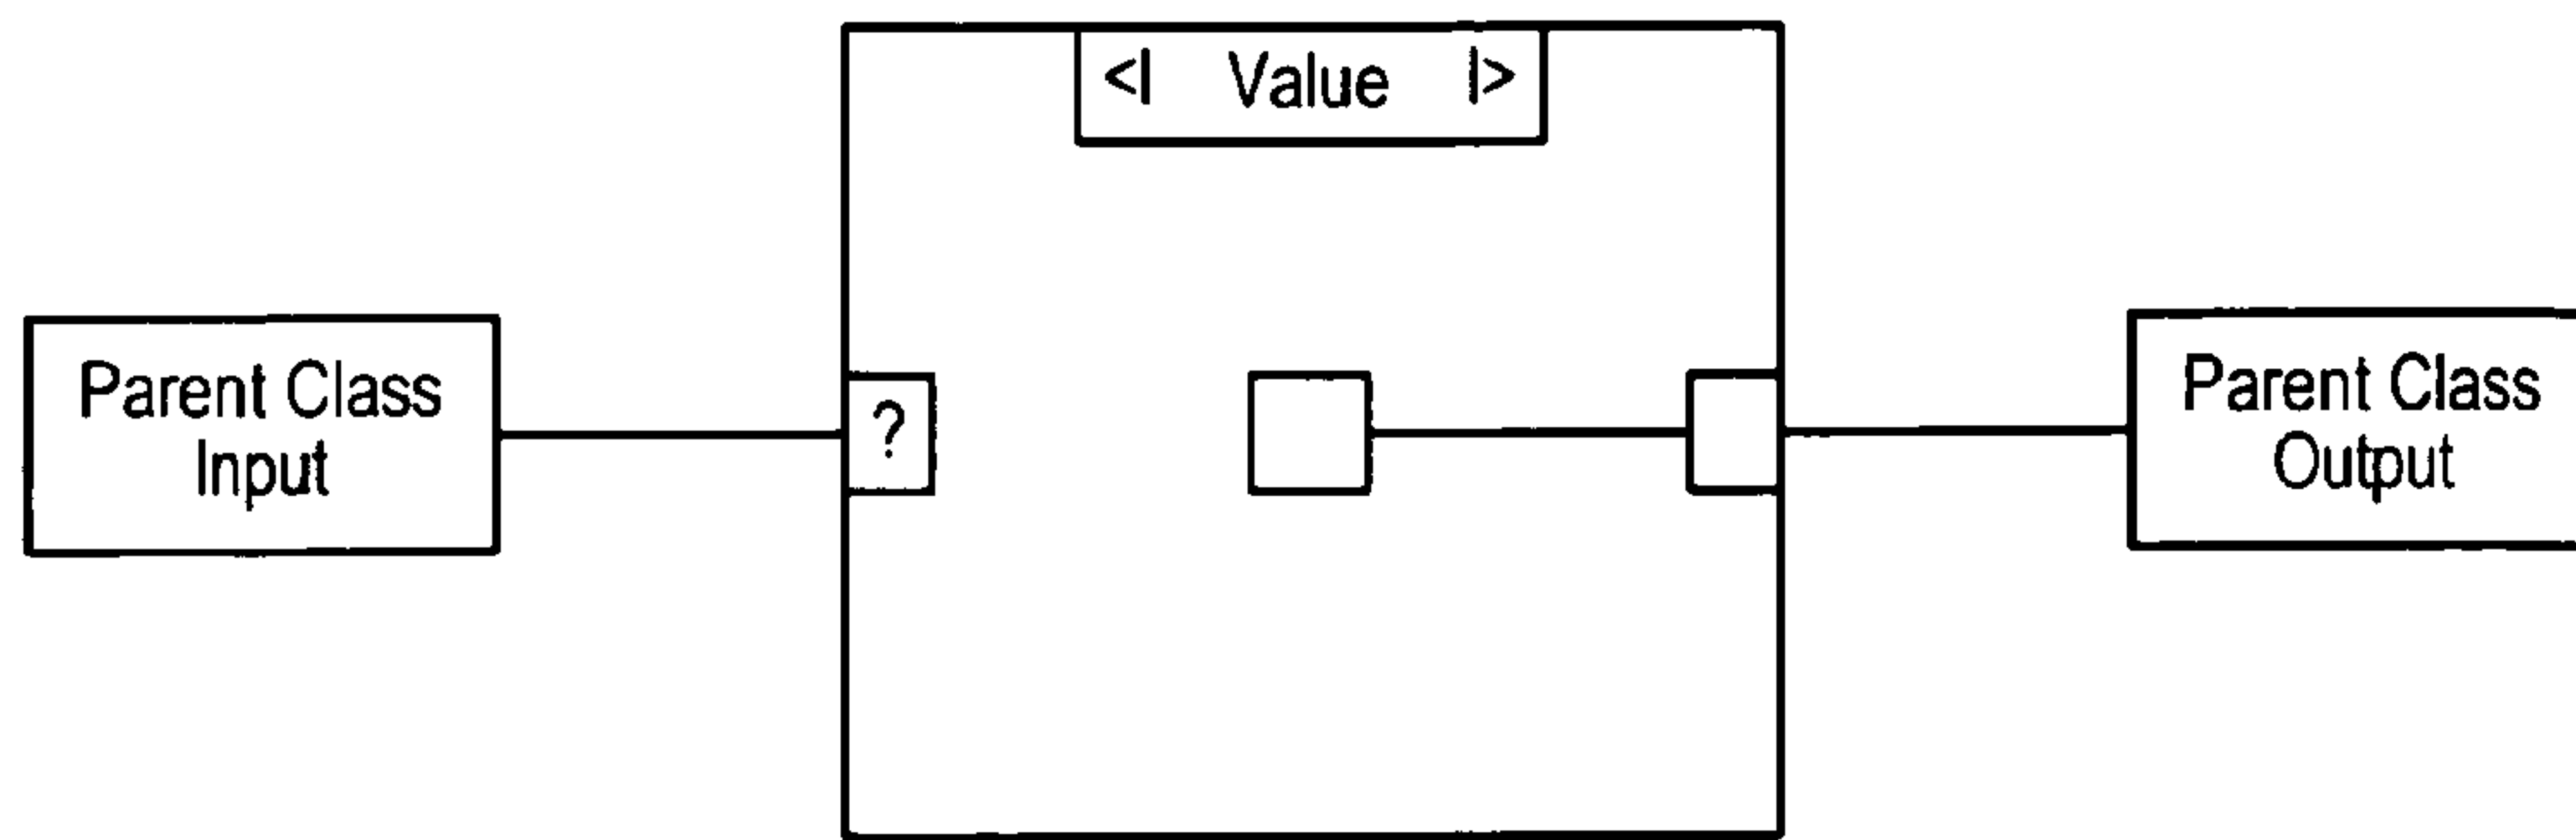 <| Value |>
Parent Class
Input
?
Parent Class
Output